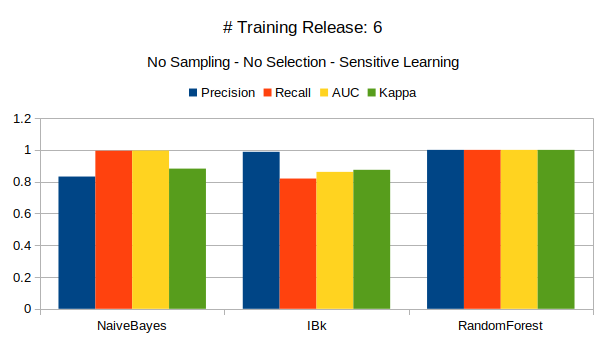 # Training Release: 6
No Sampling - No Selection - Sensitive Learning
Precision Recall AUC Kappa
1.2
1
0.8
0.6
0.4
0.2
0
NaiveBayes IBk RandomForest